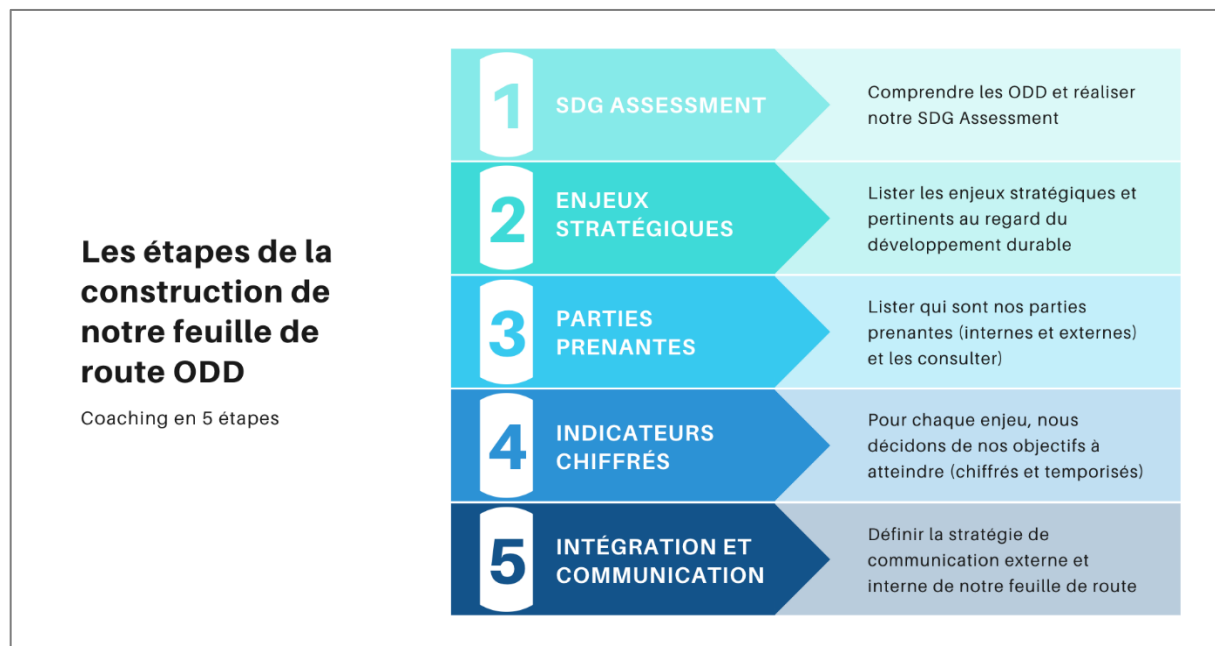 Les étapes de la
construction de
notre feuille de
route ODD
Coaching en 5 étapes
1
SDG ASSESSMENT
Comprendre les ODD et réaliser
notre SDG Assessment
2
ENJEUX
STRATÉGIQUES
Lister les enjeux stratégiques et
pertinents au regard du
développement durable
3
PARTIES
PRENANTES
Lister qui sont nos parties
prenantes (internes et externes)
et les consulter)
4
INDICATEURS
CHIFFRÉS
Pour chaque enjeu, nous
décidons de nos objectifs à
atteindre (chiffrés et temporisés)
5
INTÉGRATION ET
COMMUNICATION
Définir la stratégie de
communication externe et
interne de notre feuille de route